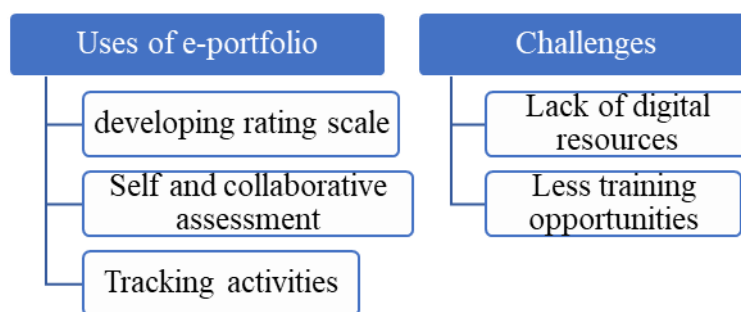 Uses of e-portfolio
developing rating scale
Self and collaborative
assessment
Tracking activities
Challenges
Lack of digital
resources
Less training
opportunities